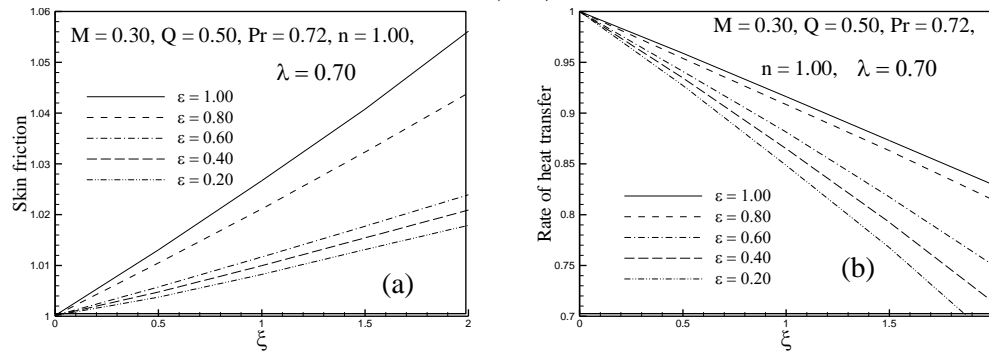 M = 0.30, Q = 0.50, Pr = 0.72, n = 1.00,
λ = 0.70
ε = 1.00
ε = 0.80
ε = 0.60
ε = 0.40
ε = 0.20
Skin friction
1.06
1.05
1.04
1.03
1.02
1.01
1
0
0.5
1
1.5
2
ξ
(a)
M = 0.30, Q = 0.50, Pr = 0.72,
n = 1.00, λ = 0.70
ε = 1.00
ε = 0.80
ε = 0.60
ε = 0.40
ε = 0.20
Rate of heat transfer
1
0.95
0.9
0.85
0.8
0.75
0.7
0
0.5
1
1.5
ξ
(b)